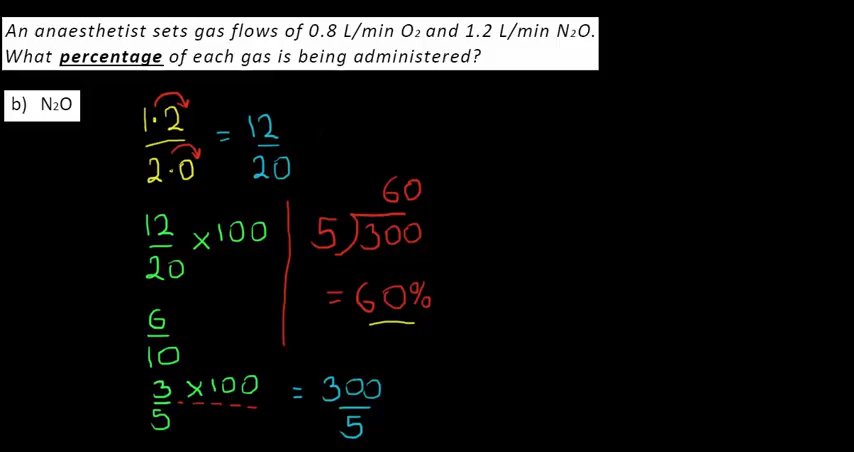 An anaesthetist sets gas flows of 0.8 L/min O₂ and 1.2 L/min N₂O.
What percentage of each gas is being administered?
b) N₂O
1.2/2.0 = 12/20
12/20 x100
6/10
3/5 x100 = 300/5
60
5)300
= 60%